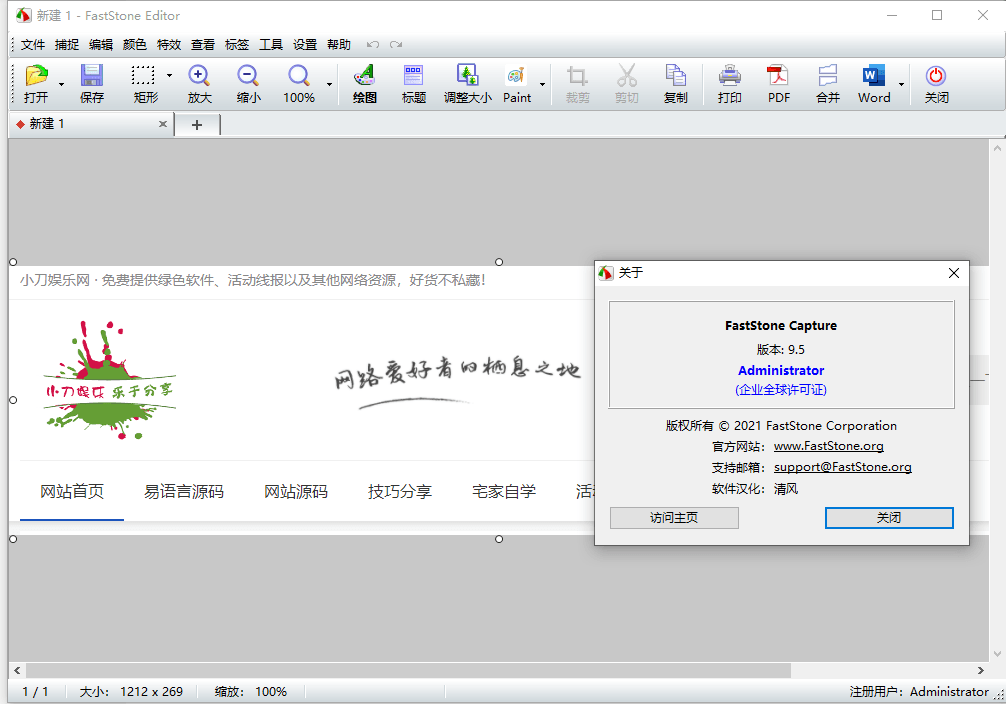 新建 1 - FastStone Editor
文件 捕捉 编辑 颜色 特效 查看 标签 工具 设置 帮助
打开 保存 矩形 放大 缩小 100% 绘图 标题 调整大小 Paint 裁剪 剪切 复制 打印 PDF 合并 Word 关闭
新建 1
小刀娱乐网 · 免费提供绿色软件、活动线报以及其他网络资源，好货不私藏！
小刀娱乐 乐于分享
网络爱好者的栖息之地
网站首页 易语言源码 网站源码 技巧分享 宅家自学
关于
FastStone Capture
版本: 9.5
Administrator
(企业全球许可证)
版权所有 © 2021 FastStone Corporation
官方网站： www.FastStone.org
支持邮箱： support@FastStone.org
软件汉化： 清风
访问主页 关闭
1 / 1 大小： 1212 x 269 缩放： 100% 注册用户： Administrator